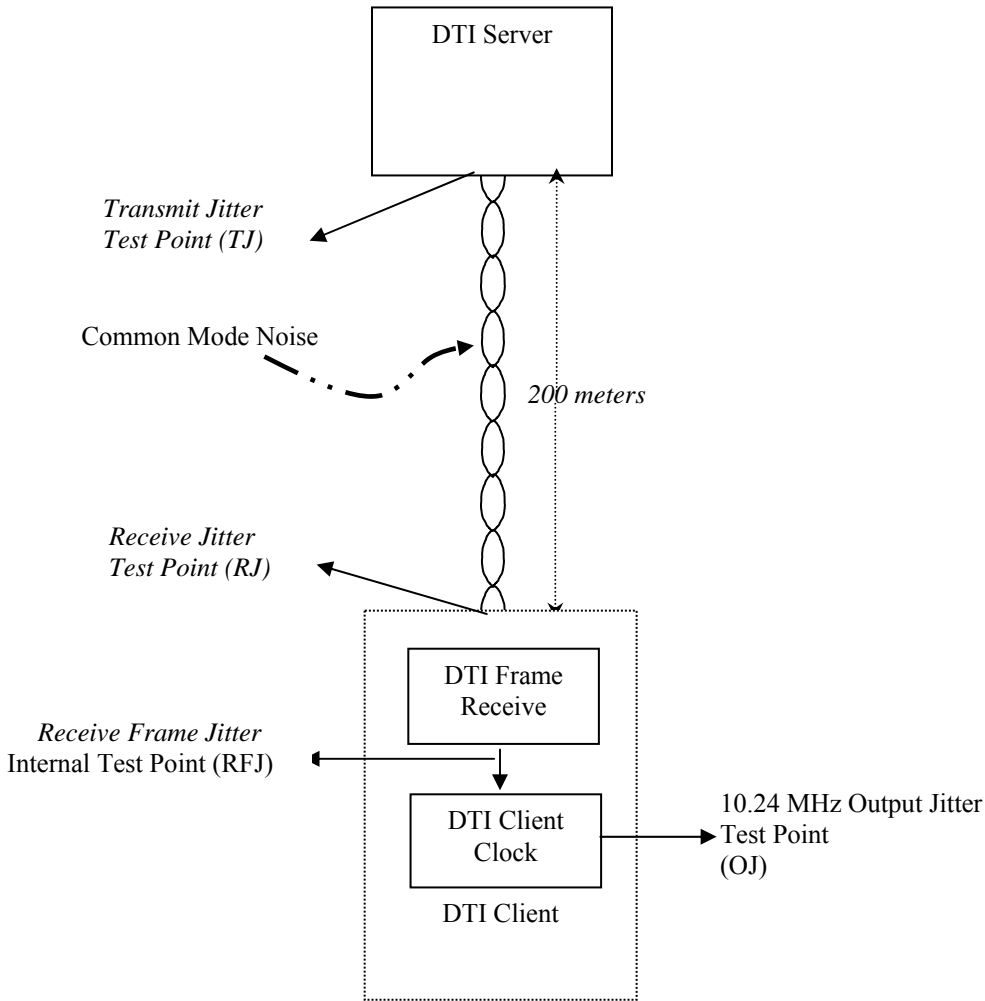 DTI Server
Transmit Jitter
Test Point (TJ)
Common Mode Noise
200 meters
Receive Jitter
Test Point (RJ)
DTI Frame
Receive
Receive Frame Jitter
Internal Test Point (RFJ)
DTI Client
Clock
10.24 MHz Output Jitter
Test Point
(OJ)
DTI Client